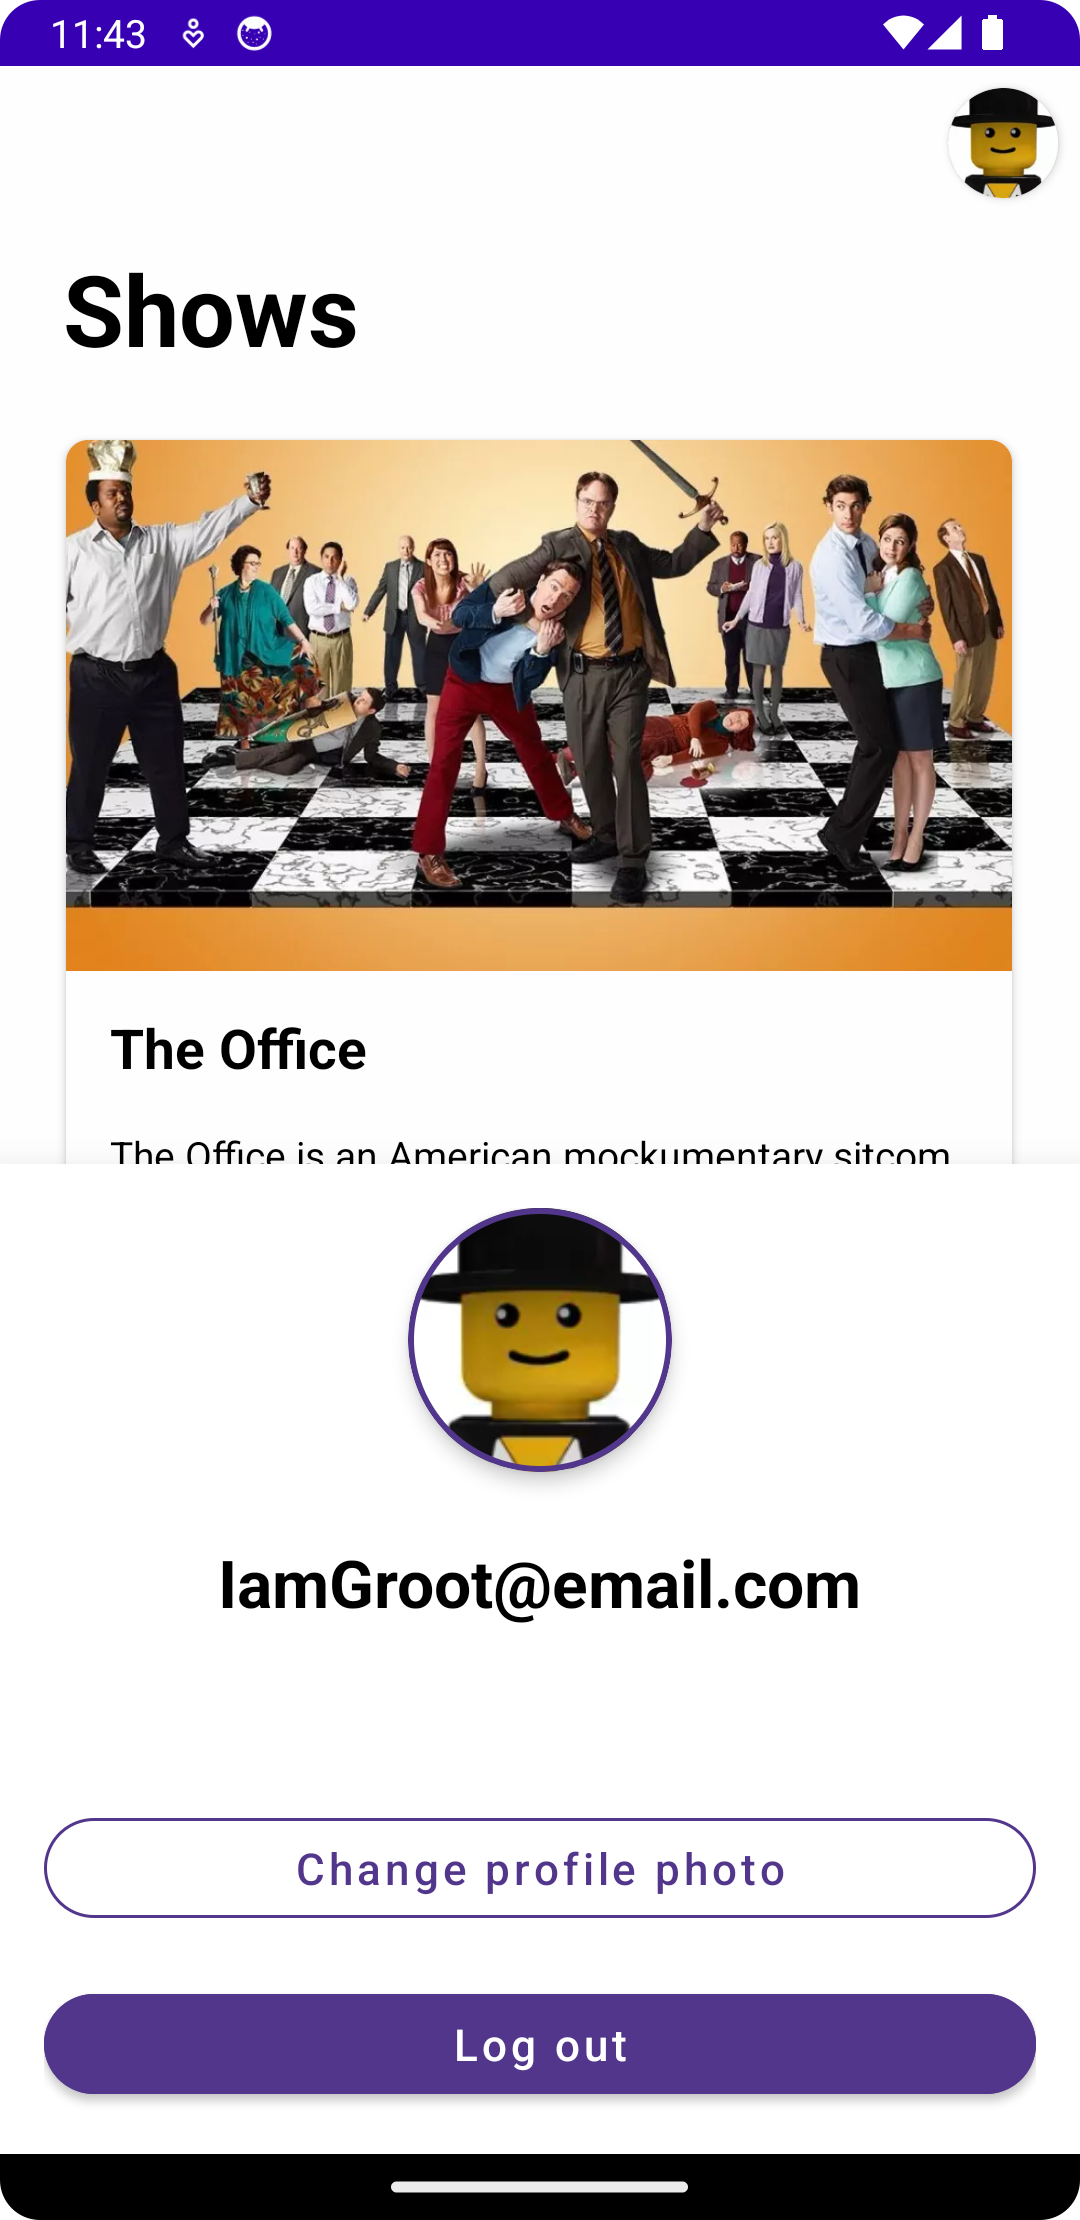 11:43
Shows
The Office
The Office is an American mockumentary sitcom
IamGroot@email.com
Change profile photo
Log out